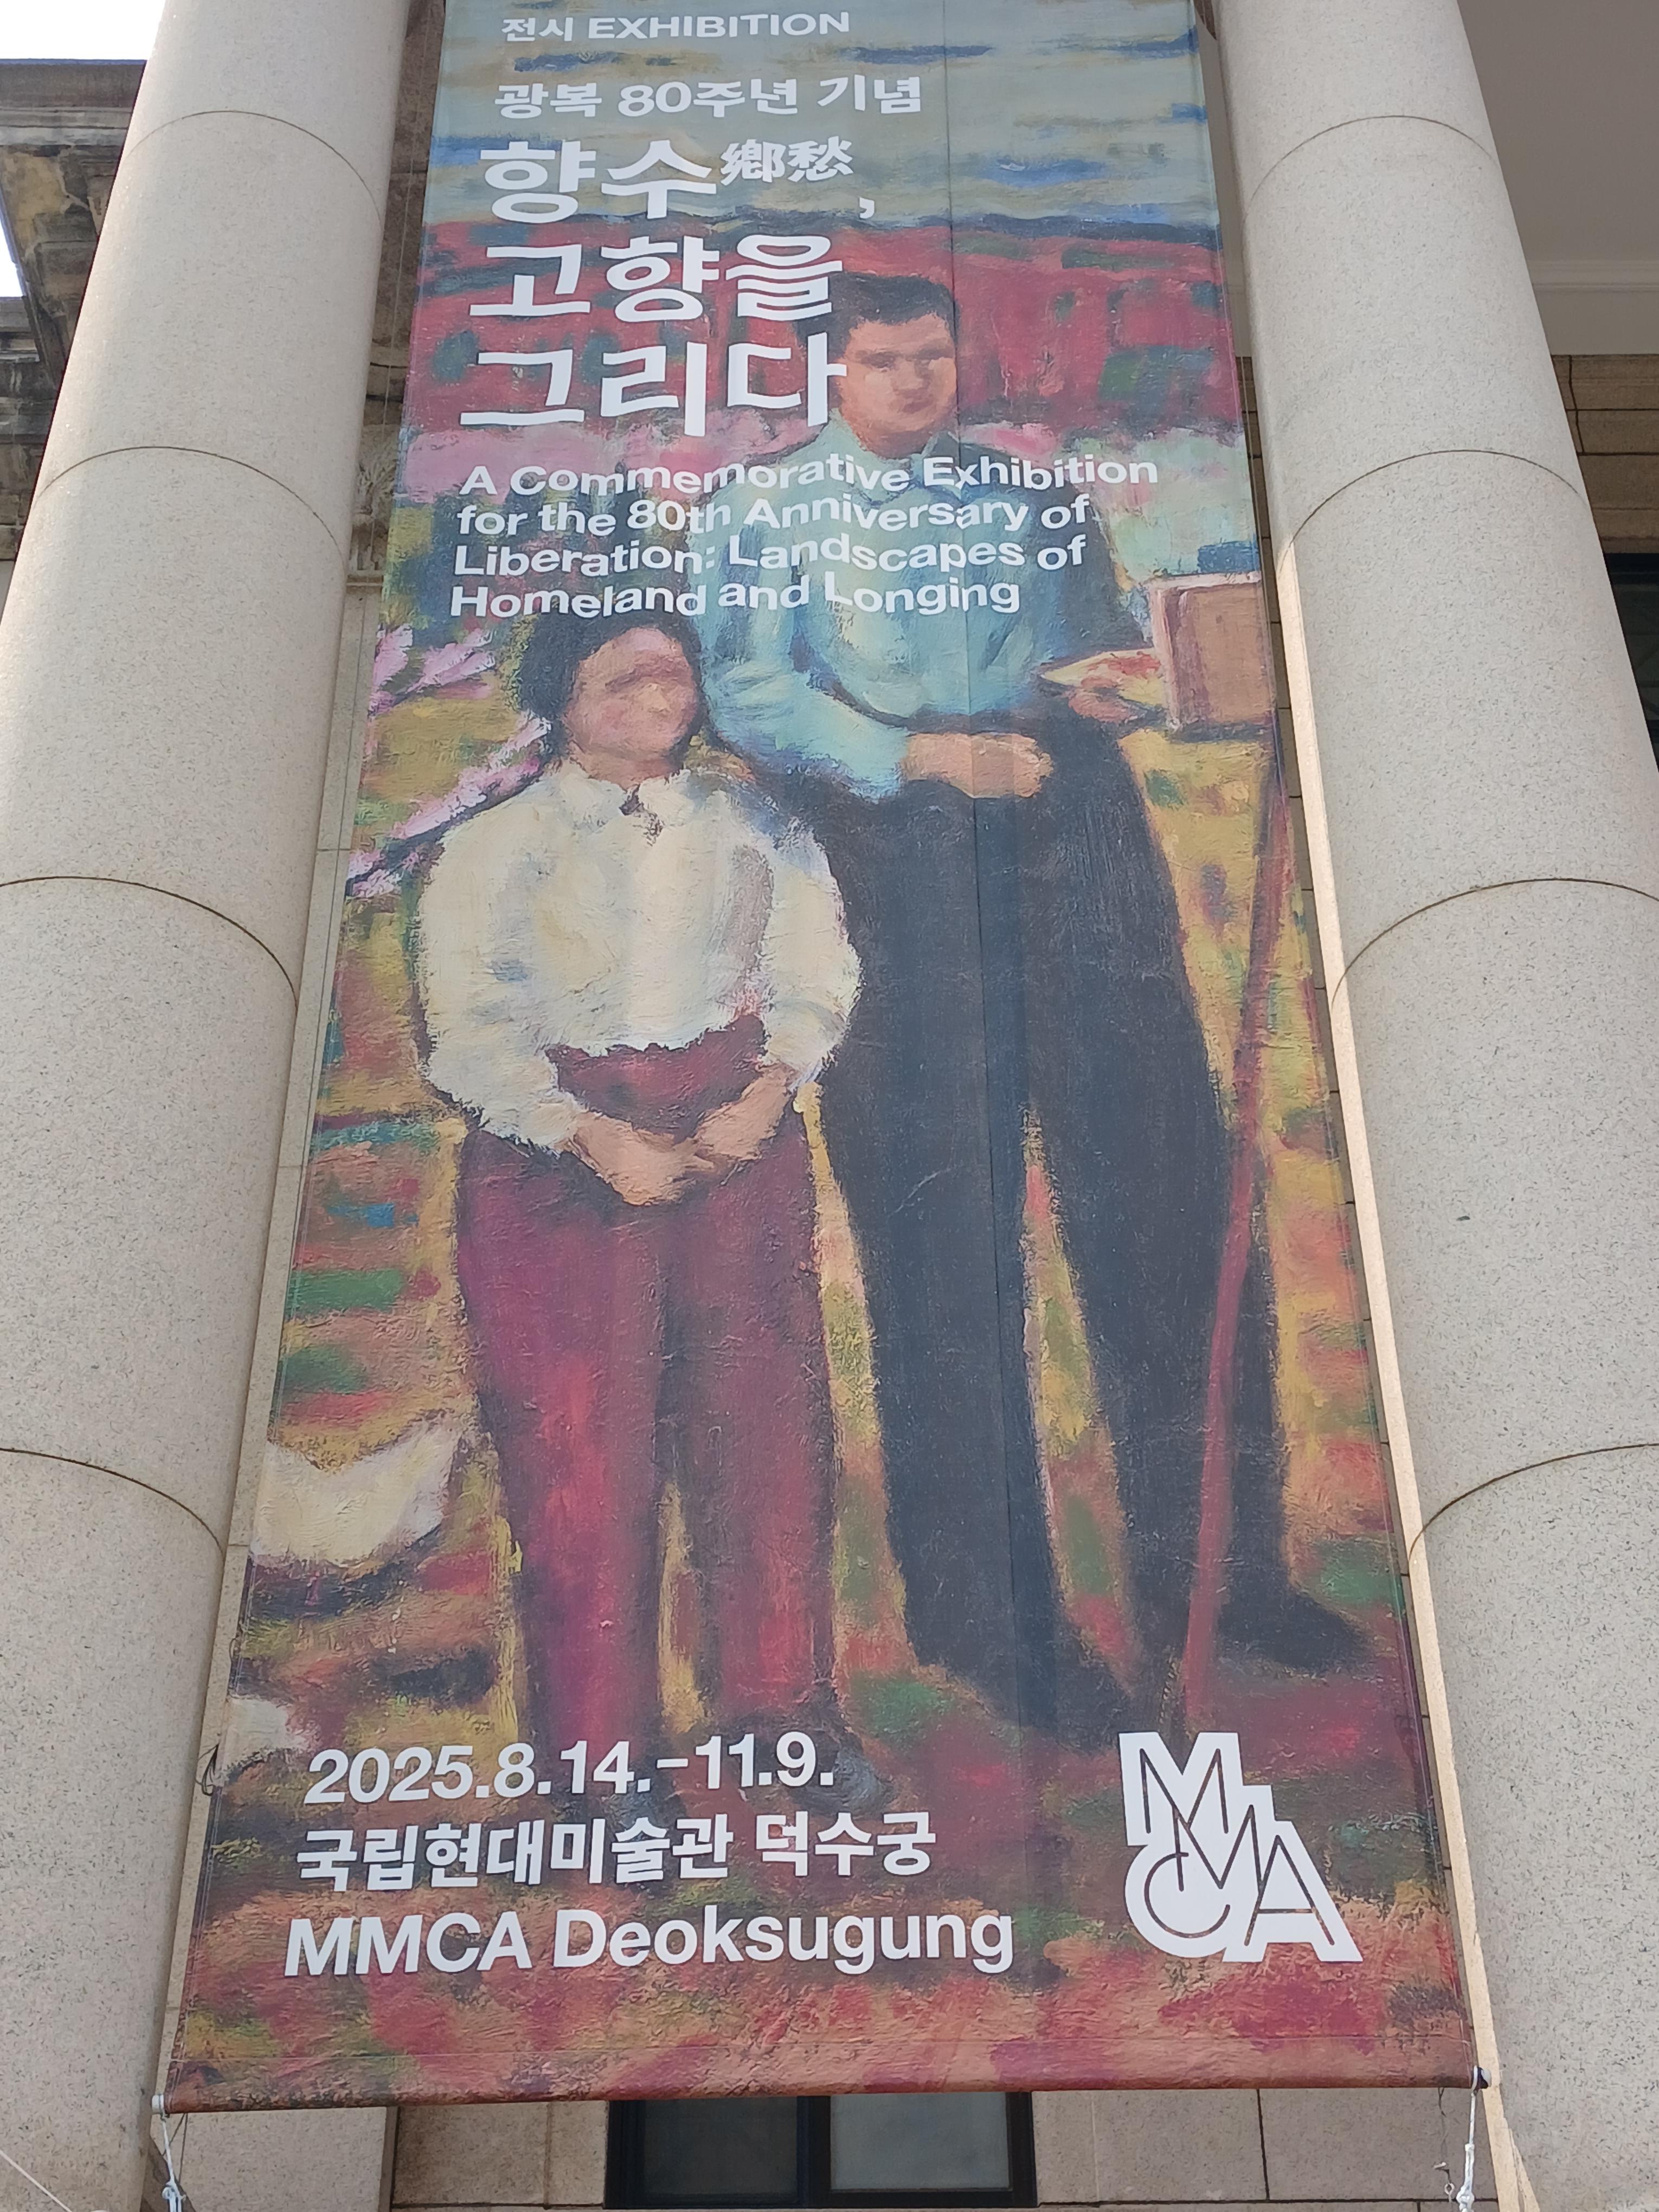 전시 EXHIBITION
광복 80주년 기념
향수鄕愁,
고향을
그리다
A Commemorative Exhibition
for the 80th Anniversary of
Liberation: Landscapes of
Homeland and Longing
2025.8.14.-11.9.
국립현대미술관 덕수궁
MMCA Deoksugung
MMCA